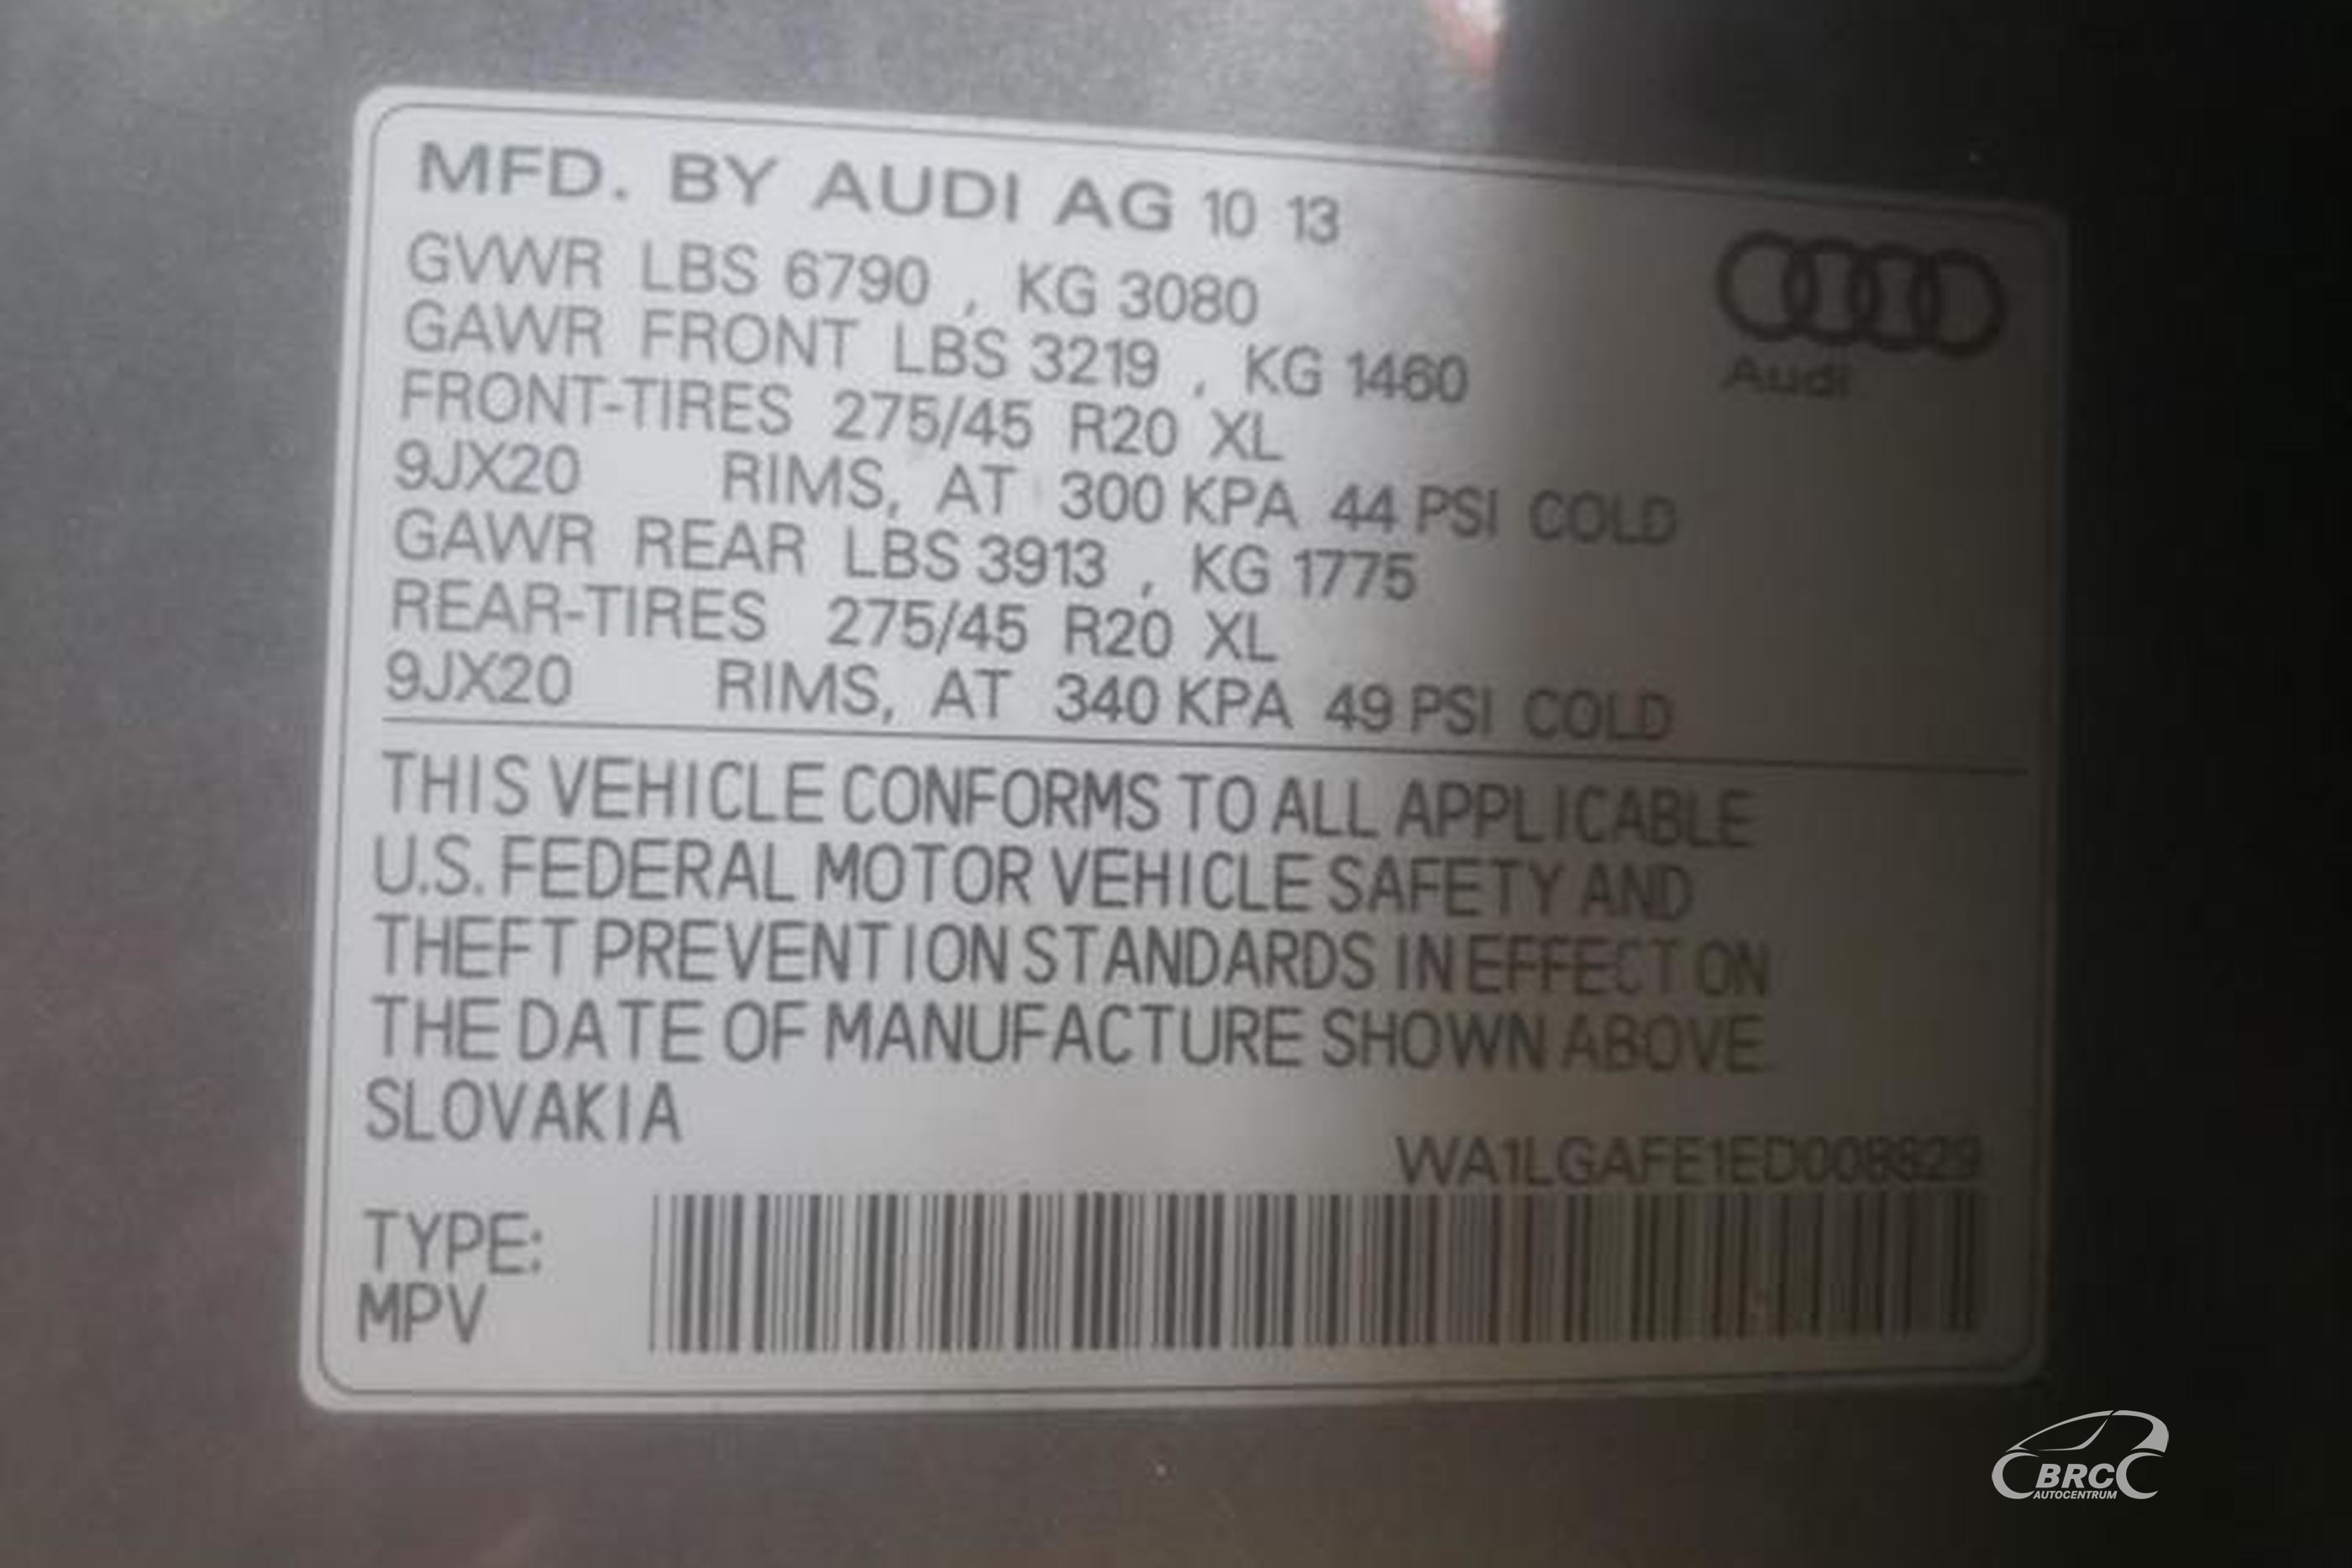 MFD. BY AUDI AG 10 13
GVWR LBS 6790 , KG 3080
GAWR FRONT LBS 3219 , KG 1460
FRONT-TIRES 275/45 R20 XL
9JX20 RIMS, AT 300 KPA 44 PSI COLD
GAWR REAR LBS 3913 , KG 1775
REAR-TIRES 275/45 R20 XL
9JX20 RIMS, AT 340 KPA 49 PSI COLD
Audi
THIS VEHICLE CONFORMS TO ALL APPLICABLE
U.S. FEDERAL MOTOR VEHICLE SAFETY AND
THEFT PREVENTION STANDARDS IN EFFECT ON
THE DATE OF MANUFACTURE SHOWN ABOVE.
SLOVAKIA
TYPE:
MPV
BRC
AUTOCENTRUM